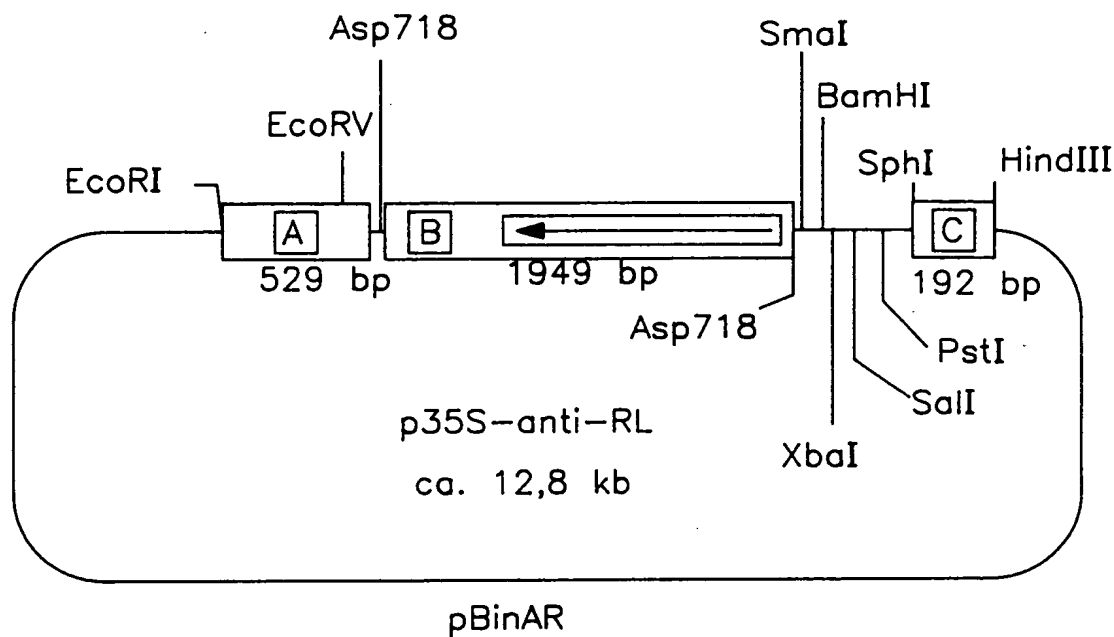 Asp718
SmaI
BamHI
EcoRV
SphI
HindIII
EcoRI
A
B
C
529 bp
1949 bp
192 bp
Asp718
PstI
SalI
XbaI
p35S-anti-RL
ca. 12,8 kb
pBinAR